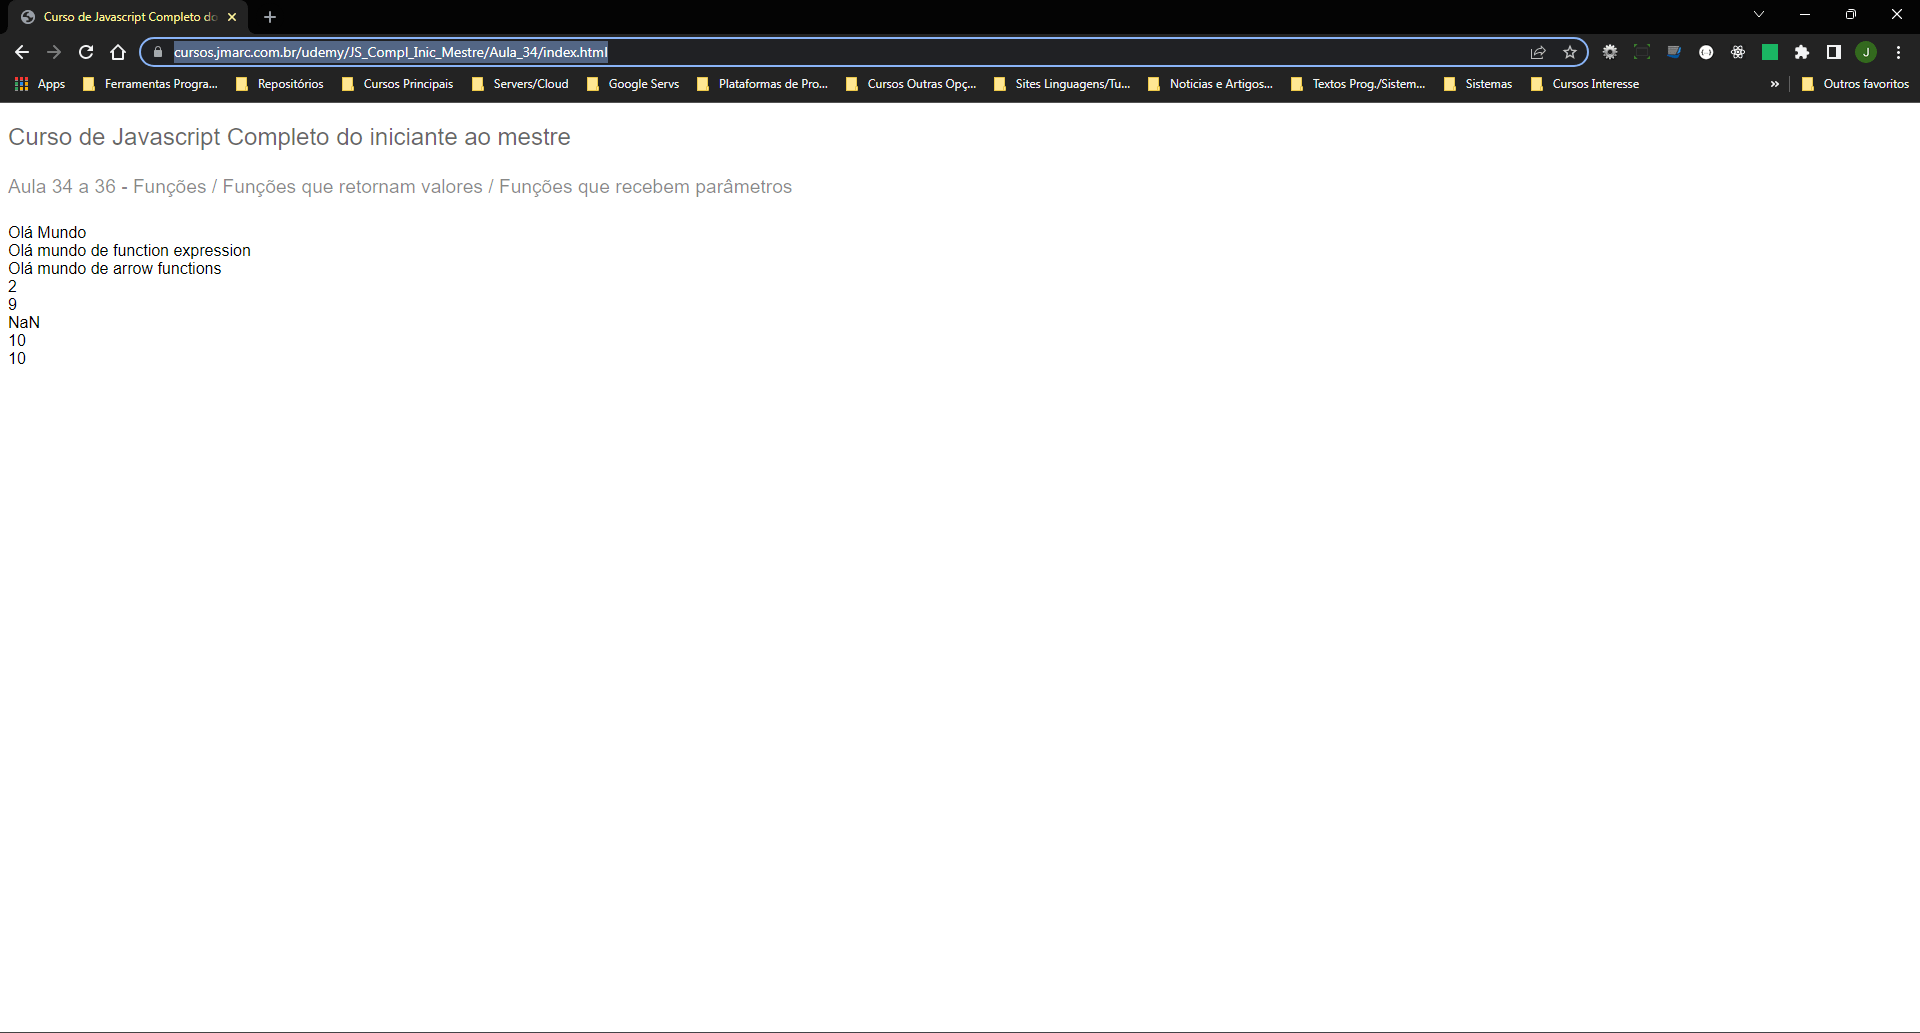 Curso de Javascript Completo do
cursos.jmarc.com.br/udemy/JS_Compl_Inic_Mestre/Aula_34/index.html
J
Apps Ferramentas Progra... Repositórios Cursos Principais Servers/Cloud Google Servs Plataformas de Pro... Cursos Outras Opç... Sites Linguagens/Tu... Noticias e Artigos... Textos Prog./Sistem... Sistemas Cursos Interesse » Outros favoritos
Curso de Javascript Completo do iniciante ao mestre
Aula 34 a 36 - Funções / Funções que retornam valores / Funções que recebem parâmetros
Olá Mundo
Olá mundo de function expression
Olá mundo de arrow functions
2
9
NaN
10
10